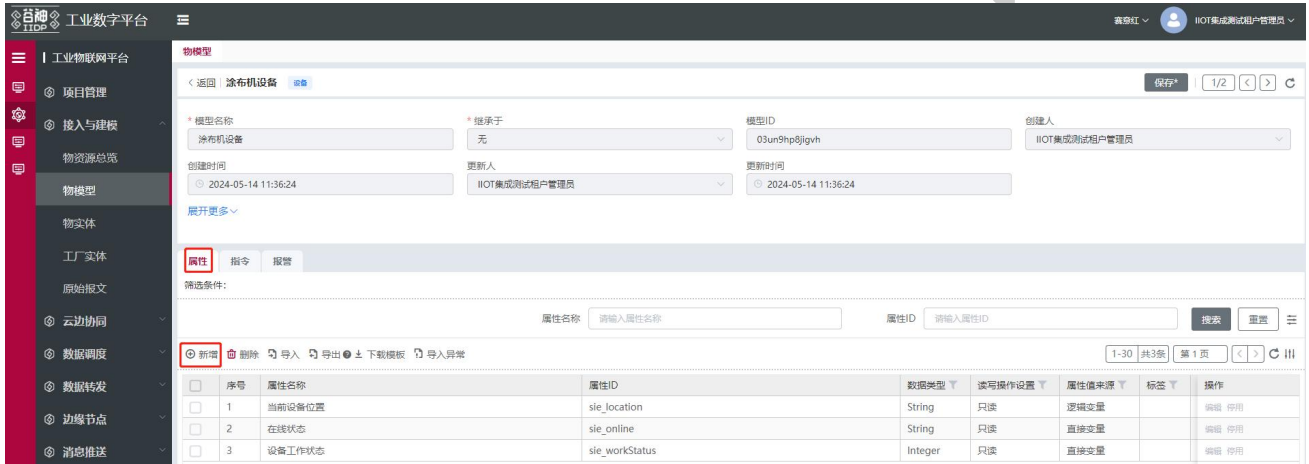 谷神 IIDP 工业数字平台 赛意红 IIOT集成测试租户管理员
工业物联网平台
项目管理
接入与建模
物资源总览
物模型
物实体
工厂实体
原始报文
云边协同
数据调度
数据转发
边缘节点
消息推送
物模型
返回 涂布机设备 设备 保存* 1/2
* 模型名称 * 继承于 模型ID 创建人
涂布机设备 无 03un9hp8jigvh IIOT集成测试租户管理员
创建时间 更新人 更新时间
2024-05-14 11:36:24 IIOT集成测试租户管理员 2024-05-14 11:36:24
展开更多
属性 指令 报警
筛选条件:
属性名称 请输入属性名称 属性ID 请输入属性ID 搜索 重置
新增 删除 导入 导出 下载模板 导入异常 1-30 共3条 第1页
序号 属性名称 属性ID 数据类型 读写操作设置 属性值来源 标签 操作
1 当前设备位置 sie_location String 只读 逻辑变量 编辑 停用
2 在线状态 sie_online String 只读 直接变量 编辑 停用
3 设备工作状态 sie_workStatus Integer 只读 直接变量 编辑 停用